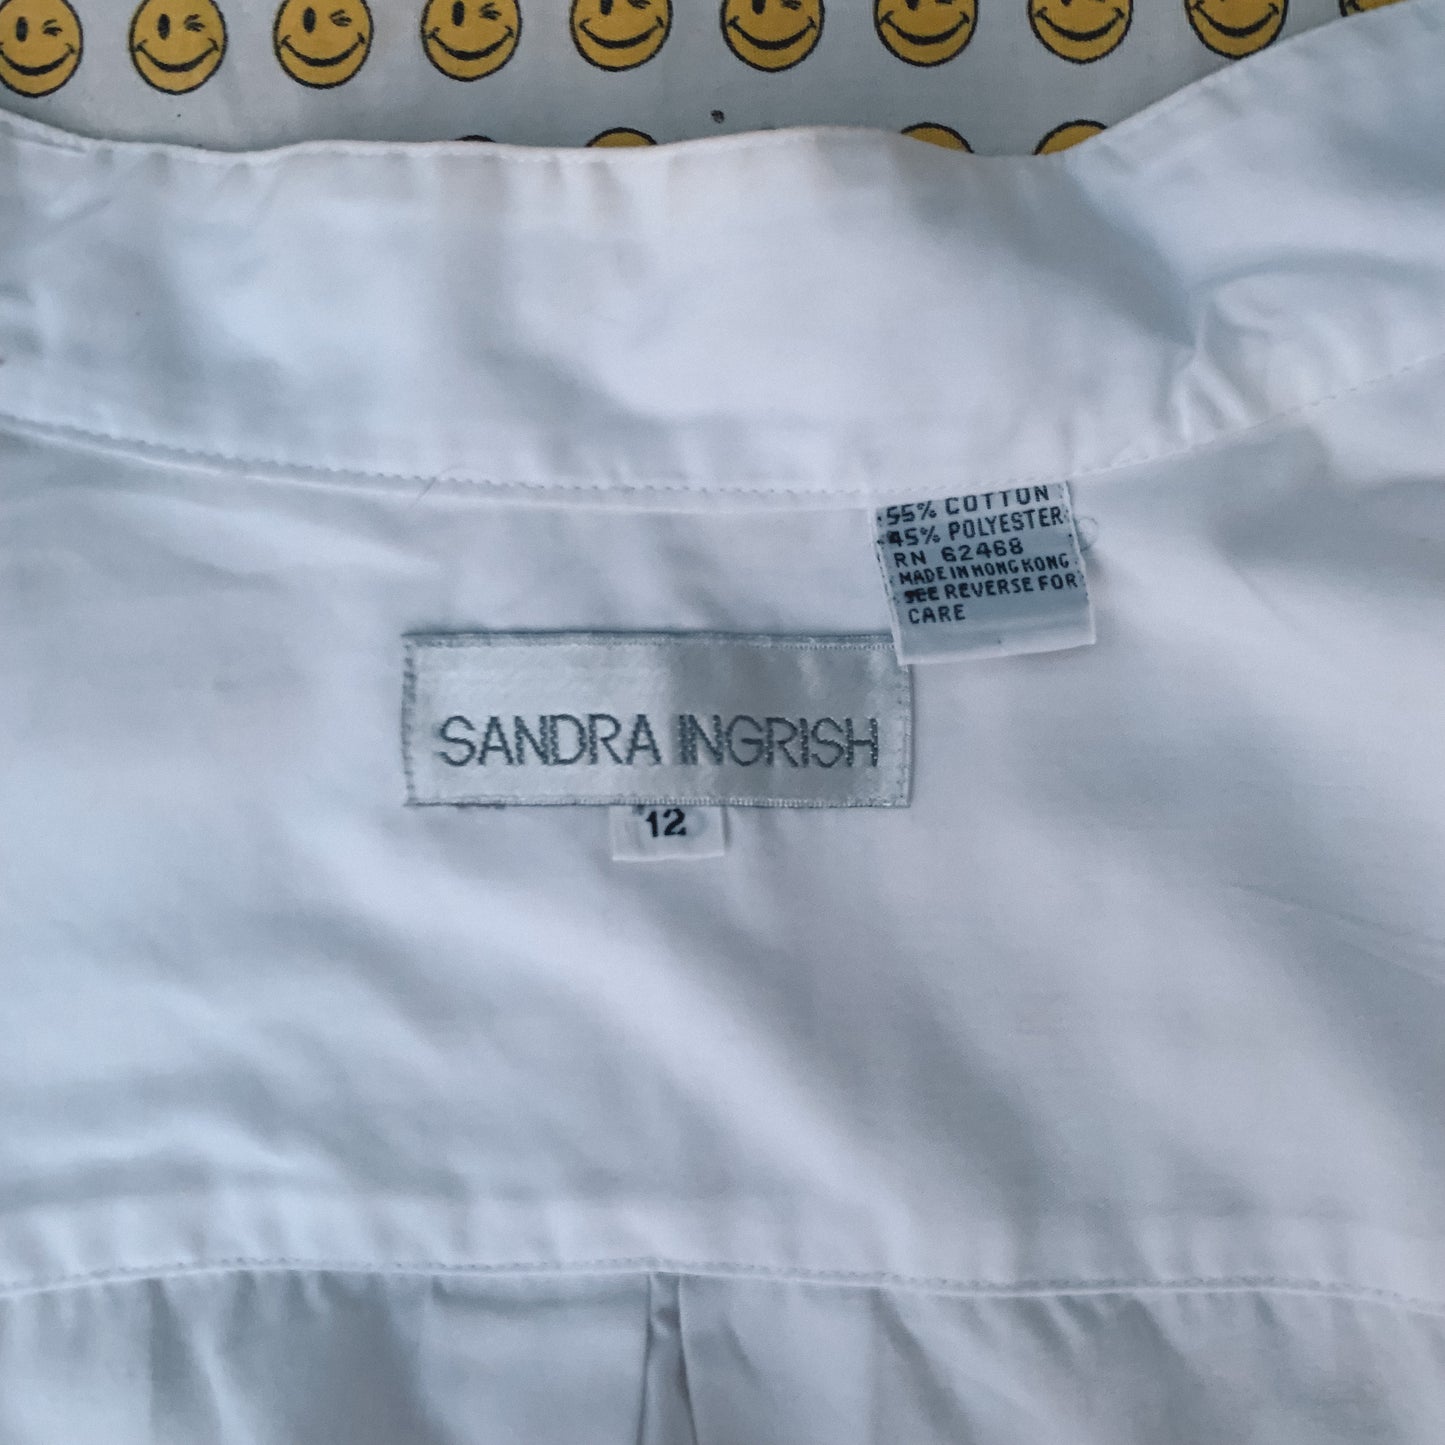 55% COTTON
45% POLYESTER
RN 62468
MADE IN HONG KONG
SEE REVERSE FOR
CARE
SANDRA INGRISH
12